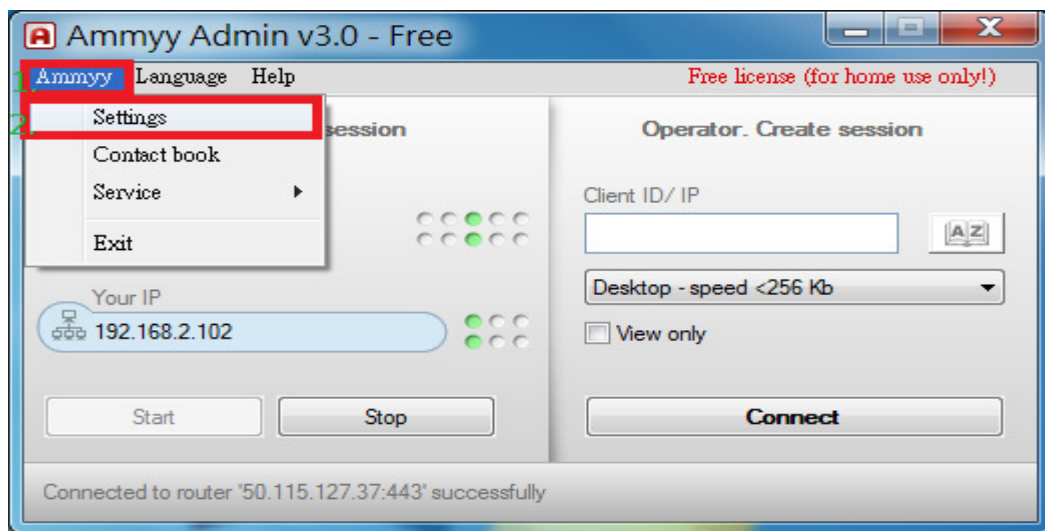 Ammyy Admin v3.0 - Free
1. Ammyy Language Help Free license (for home use only!)
2. Settings
session
Operator. Create session
Contact book
Service
Client ID/ IP
AZ
Exit
Desktop - speed <256 Kb
Your IP
192.168.2.102
View only
Start Stop Connect
Connected to router '50.115.127.37:443' successfully